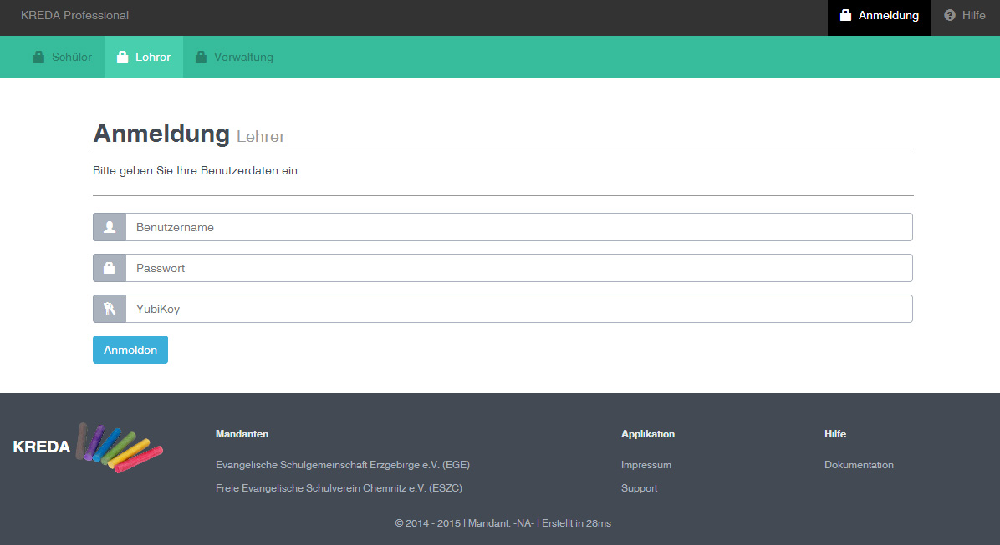 KREDA Professional
Anmeldung
Hilfe
Schüler
Lehrer
Verwaltung
Anmeldung Lehrer
Bitte geben Sie Ihre Benutzerdaten ein
Benutzername
Passwort
YubiKey
Anmelden
KREDA
Mandanten
Evangelische Schulgemeinschaft Erzgebirge e.V. (EGE)
Freie Evangelische Schulverein Chemnitz e.V. (ESZC)
Applikation
Impressum
Support
Hilfe
Dokumentation
© 2014 - 2015 | Mandant: -NA- | Erstellt in 28ms